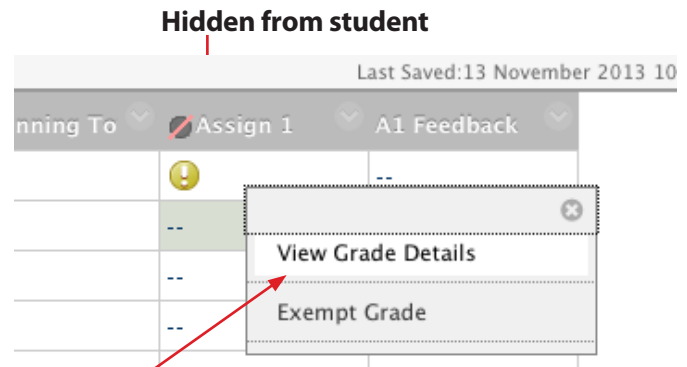 Hidden from student
Last Saved:13 November 2013 10
nning To Assign 1 A1 Feedback
! --
--
View Grade Details
--
Exempt Grade
--